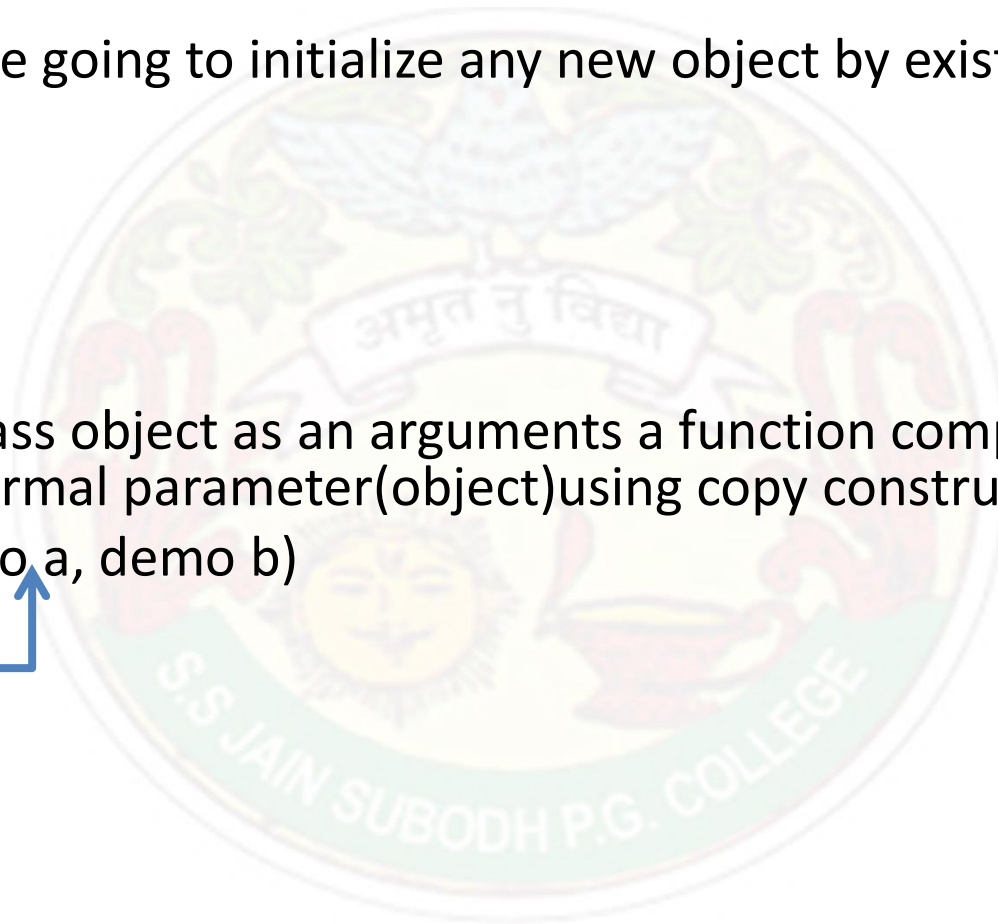 e going to initialize any new object by exis
अमृतं नु विद्या
ass object as an arguments a function comp
rmal parameter(object)using copy constru
o a, demo b)
S.S JAIN SUBODH P.G. COLLEGE